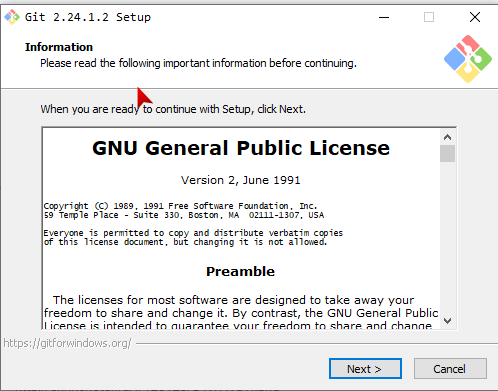 Git 2.24.1.2 Setup
Information
Please read the following important information before continuing.
When you are ready to continue with Setup, click Next.
GNU General Public License
Version 2, June 1991
Copyright (C) 1989, 1991 Free Software Foundation, Inc.
59 Temple Place - Suite 330, Boston, MA  02111-1307, USA
Everyone is permitted to copy and distribute verbatim copies
of this license document, but changing it is not allowed.
Preamble
The licenses for most software are designed to take away your
freedom to share and change it. By contrast, the GNU General Public
License is intended to guarantee your freedom to share and change
https://gitforwindows.org/
Next >
Cancel